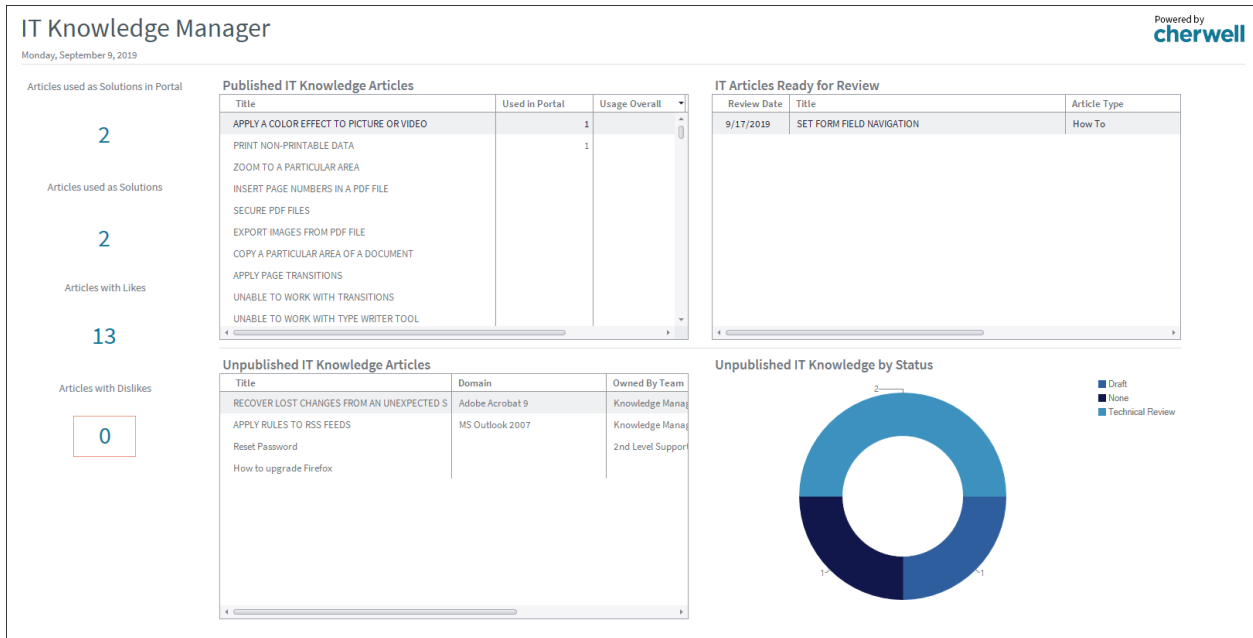 IT Knowledge Manager
Powered by
cherwell
Monday, September 9, 2019
Articles used as Solutions in Portal
2
Articles used as Solutions
2
Articles with Likes
13
Articles with Dislikes
0
Published IT Knowledge Articles
Title Used in Portal Usage Overall
APPLY A COLOR EFFECT TO PICTURE OR VIDEO 1
PRINT NON-PRINTABLE DATA 1
ZOOM TO A PARTICULAR AREA
INSERT PAGE NUMBERS IN A PDF FILE
SECURE PDF FILES
EXPORT IMAGES FROM PDF FILE
COPY A PARTICULAR AREA OF A DOCUMENT
APPLY PAGE TRANSITIONS
UNABLE TO WORK WITH TRANSITIONS
UNABLE TO WORK WITH TYPE WRITER TOOL
IT Articles Ready for Review
Review Date Title Article Type
9/17/2019 SET FORM FIELD NAVIGATION How To
Unpublished IT Knowledge Articles
Title Domain Owned By Team
RECOVER LOST CHANGES FROM AN UNEXPECTED S Adobe Acrobat 9 Knowledge Manag
APPLY RULES TO RSS FEEDS MS Outlook 2007 Knowledge Manag
Reset Password 2nd Level Support
How to upgrade Firefox
Unpublished IT Knowledge by Status
2
1
1
Draft
None
Technical Review